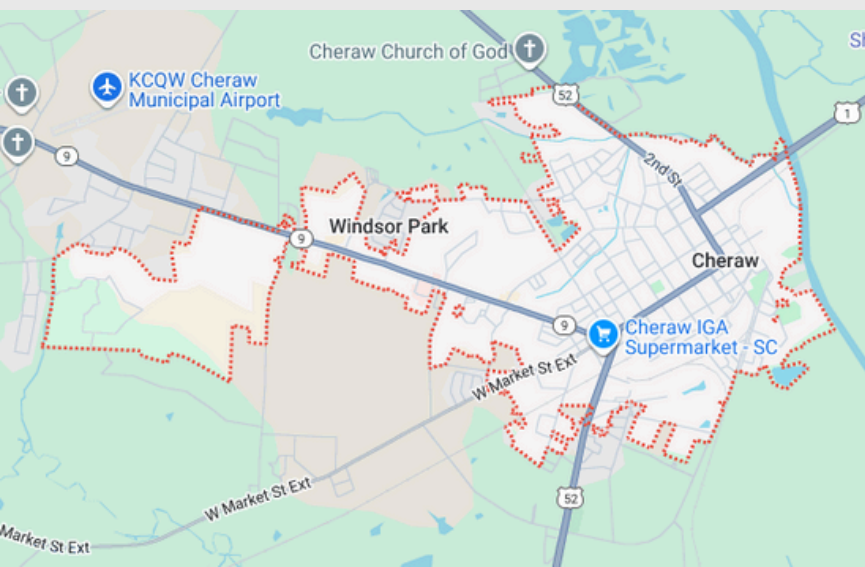 Sh
Cheraw Church of God
KCQW Cheraw
Municipal Airport
52
1
9
2nd St
Windsor Park
9
Cheraw
9
Cheraw IGA
Supermarket - SC
W Market St Ext
W Market St Ext
52
Market St Ext